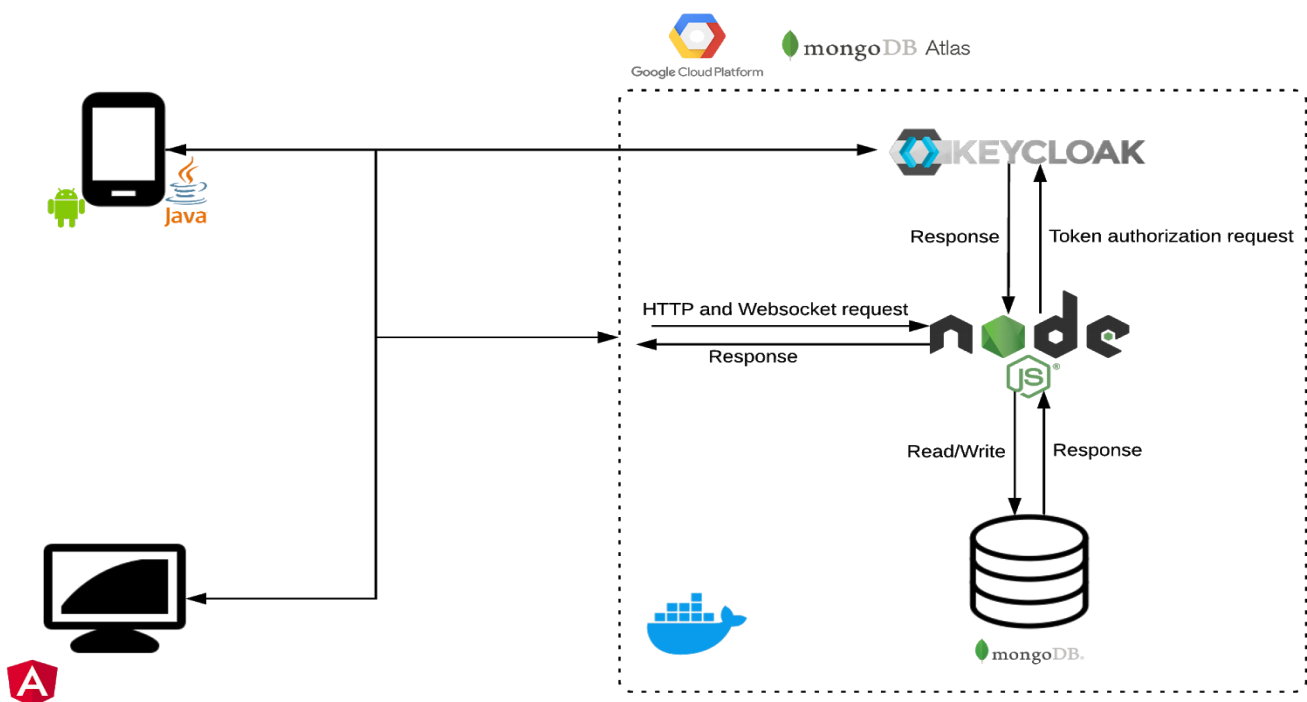 Google Cloud Platform
mongoDB Atlas
KEYCLOAK
Java
Response
Token authorization request
HTTP and Websocket request
node
Response
JS®
Read/Write
Response
mongoDB.
A